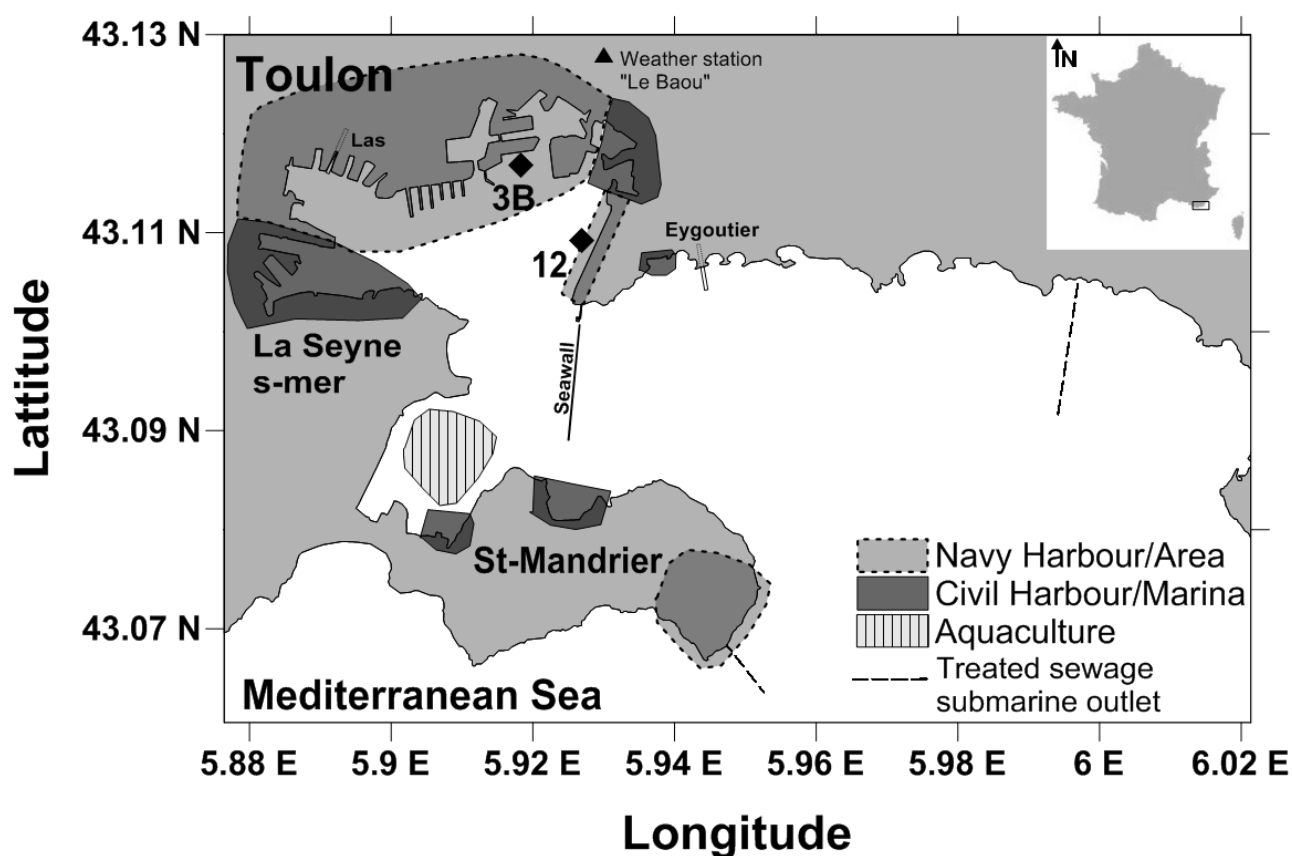 43.13 N
43.11 N
43.09 N
43.07 N
Lattitude
Toulon
Weather station
"Le Baou"
N
Las
3B
12
Eygoutier
La Seyne
s-mer
Seawall
St-Mandrier
Navy Harbour/Area
Civil Harbour/Marina
Aquaculture
Treated sewage
submarine outlet
Mediterranean Sea
5.88 E
5.9 E
5.92 E
5.94 E
5.96 E
5.98 E
6 E
6.02 E
Longitude